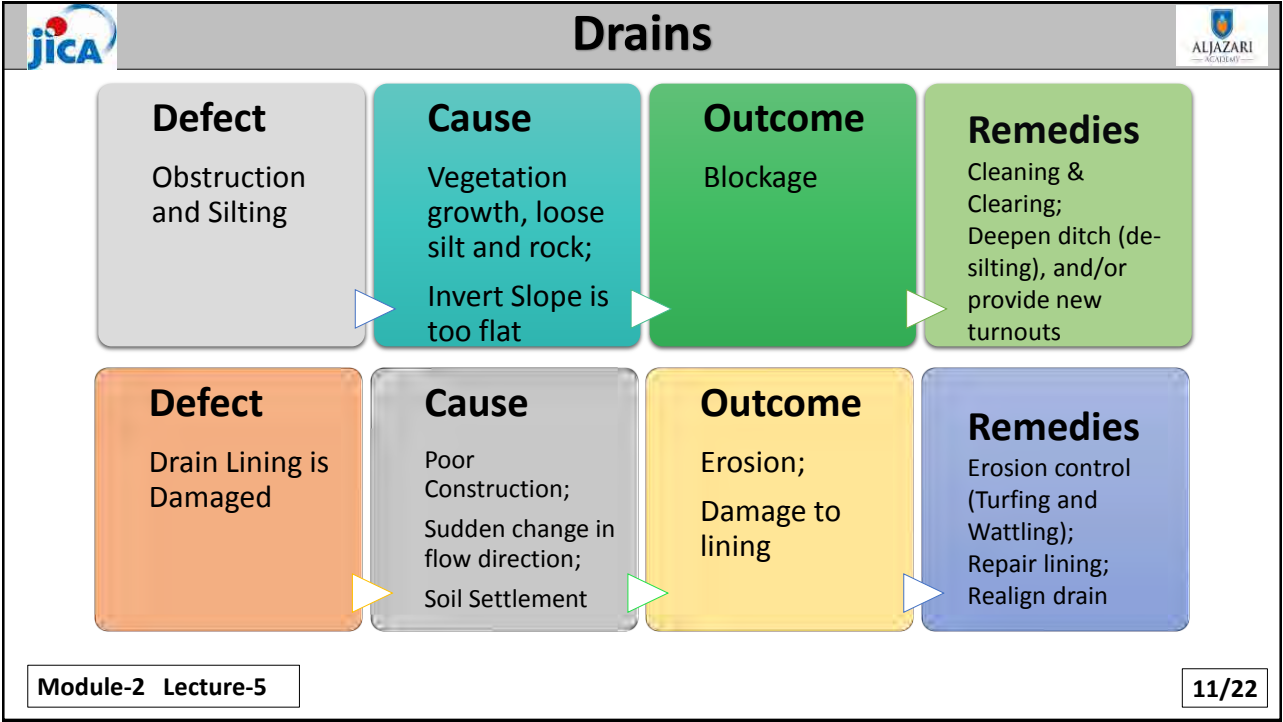 jICA
Drains
ALJAZARI
ACADEMY
Defect
Obstruction
and Silting
Cause
Vegetation
growth, loose
silt and rock;
Invert Slope is
too flat
Outcome
Blockage
Remedies
Cleaning &
Clearing;
Deepen ditch (de-
silting), and/or
provide new
turnouts
Defect
Drain Lining is
Damaged
Cause
Poor
Construction;
Sudden change in
flow direction;
Soil Settlement
Outcome
Erosion;
Damage to
lining
Remedies
Erosion control
(Turfing and
Wattling);
Repair lining;
Realign drain
Module-2 Lecture-5
11/22